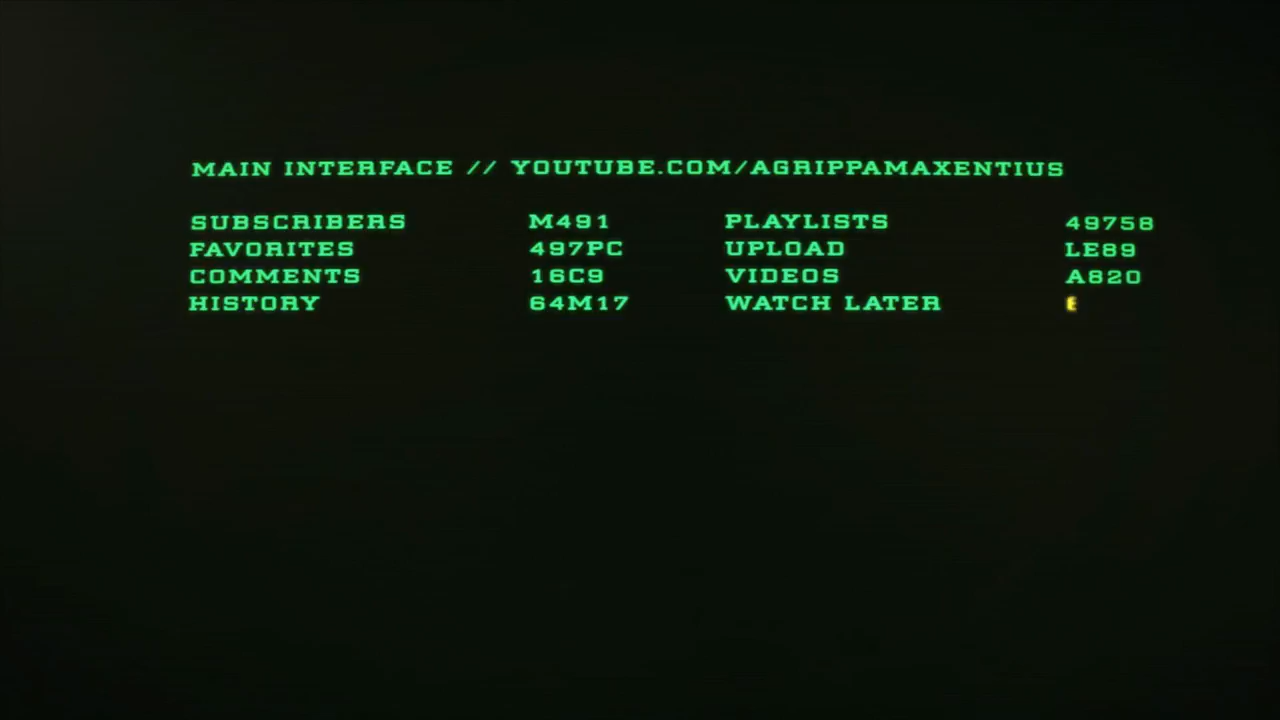 MAIN INTERFACE // YOUTUBE.COM/AGRIPPAMAXENTIUS
SUBSCRIBERS M491 PLAYLISTS 49758
FAVORITES 497PC UPLOAD LE89
COMMENTS 16C9 VIDEOS A820
HISTORY 64M17 WATCH LATER